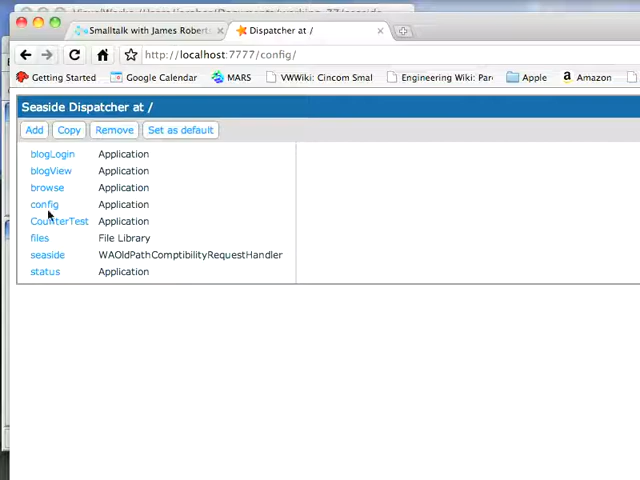 Smalltalk with James Robert
Dispatcher at /
http://localhost:7777/config/
Getting Started
Google Calendar
MARS
VWWiki: Cincom Smal
Engineering Wiki: Par
Apple
Amazon
Seaside Dispatcher at /
Add
Copy
Remove
Set as default
blogLogin Application
blogView Application
browse Application
config Application
CounterTest Application
files File Library
seaside WAOldPathComptibilityRequestHandler
status Application